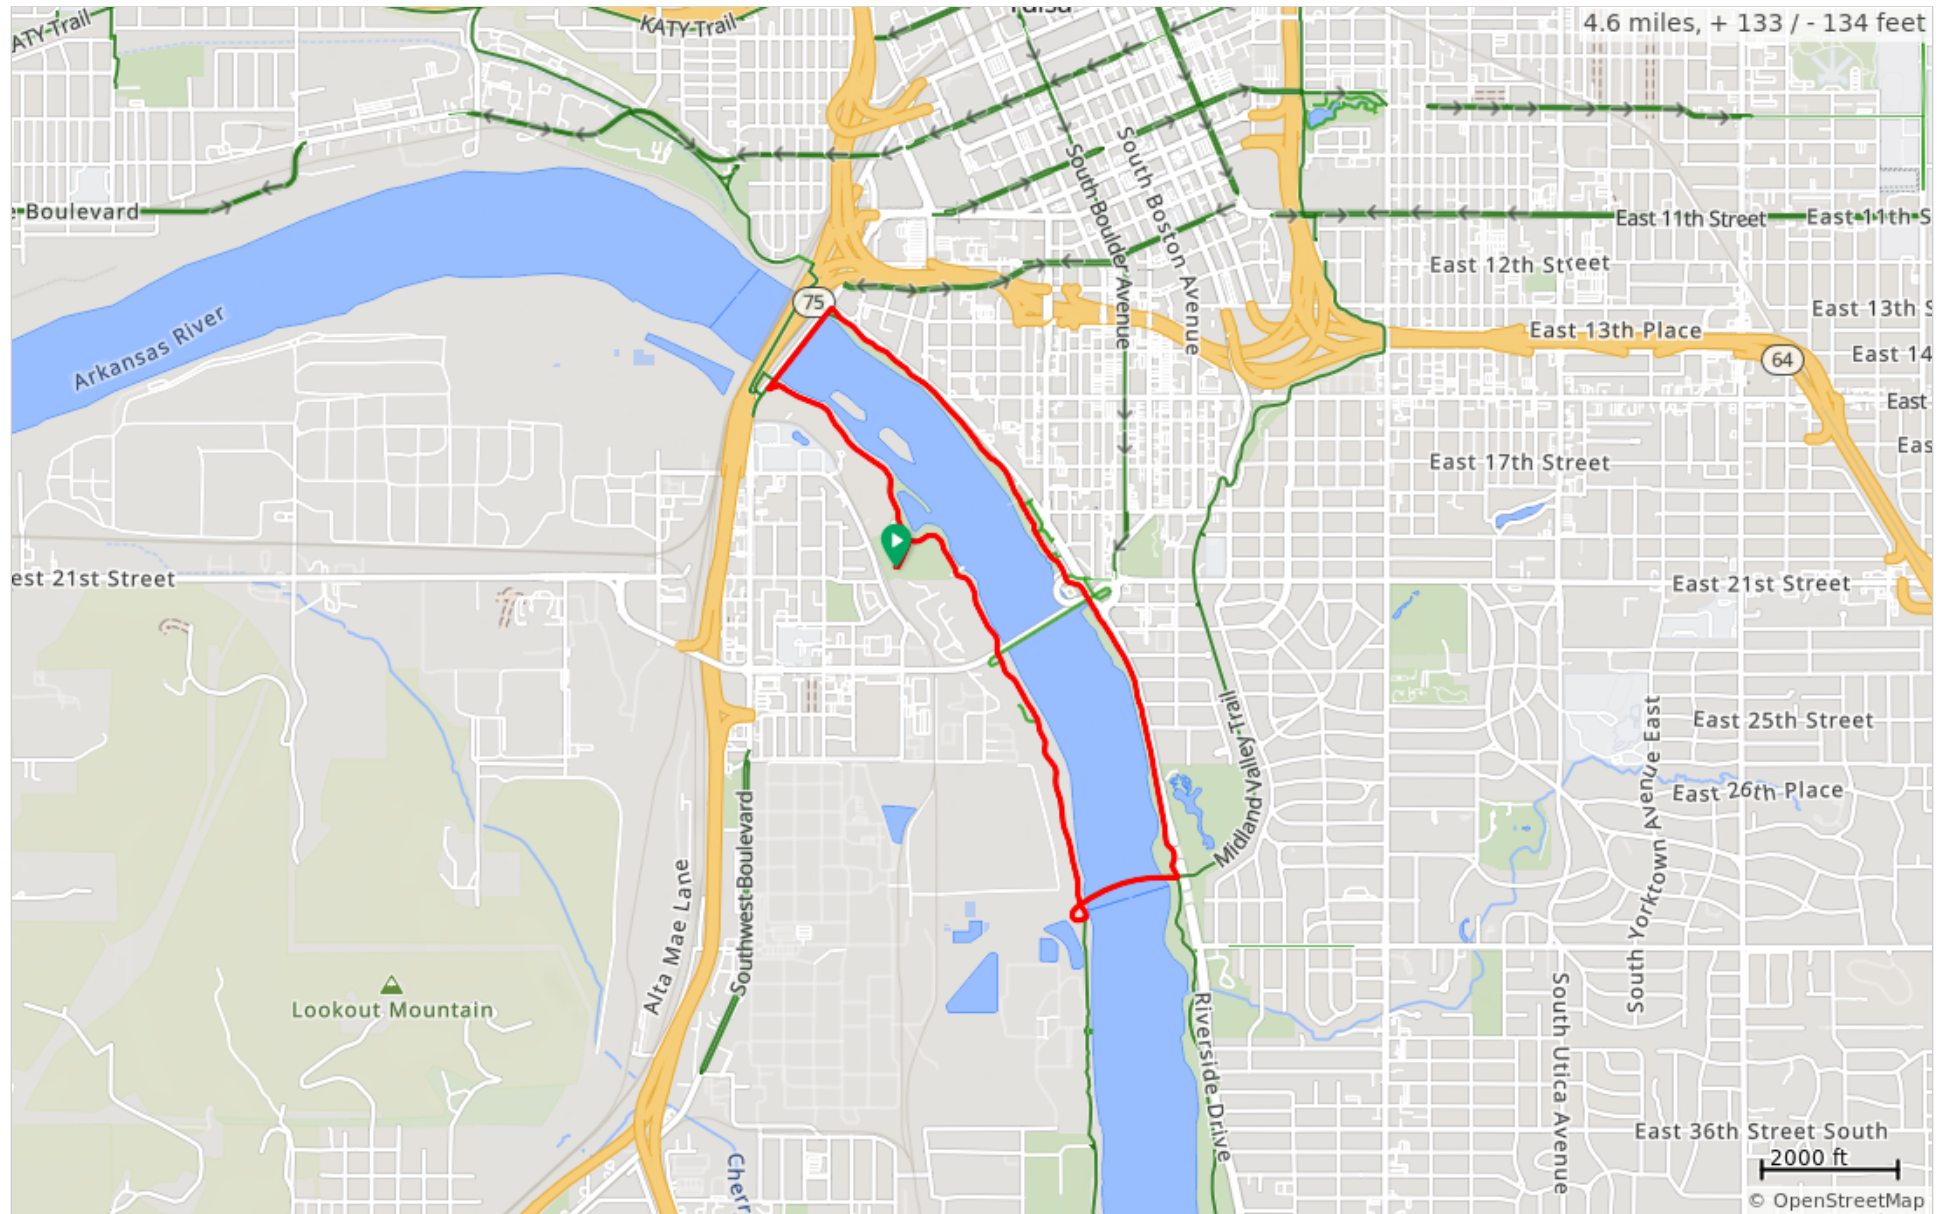 KATY-Trail
ATY-Trail
4.6 miles, + 133 / - 134 feet
South Boulder Avenue
South Boston Avenue
e Boulevard
East 11th Street
East 11th S
East 12th Street
75
East 13th S
East 13th Place
Arkansas River
64
East 14
East
Eas
East 17th Street
est 21st Street
East 21st Street
Midland Valley Trail
East 25th Street
East 26th Place
South Yorktown Avenue East
Southwest Boulevard
Alta Mae Lane
Lookout Mountain
Riverside Drive
South Utica Avenue
East 36th Street South
2000 ft
Cherr
© OpenStreetMap